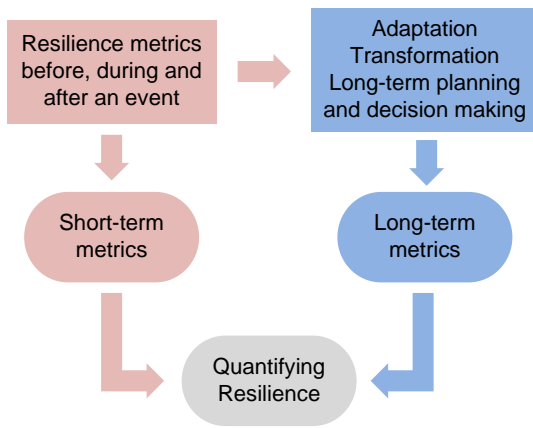 Resilience metrics
before, during and
after an event
Adaptation
Transformation
Long-term planning
and decision making
Short-term
metrics
Long-term
metrics
Quantifying
Resilience